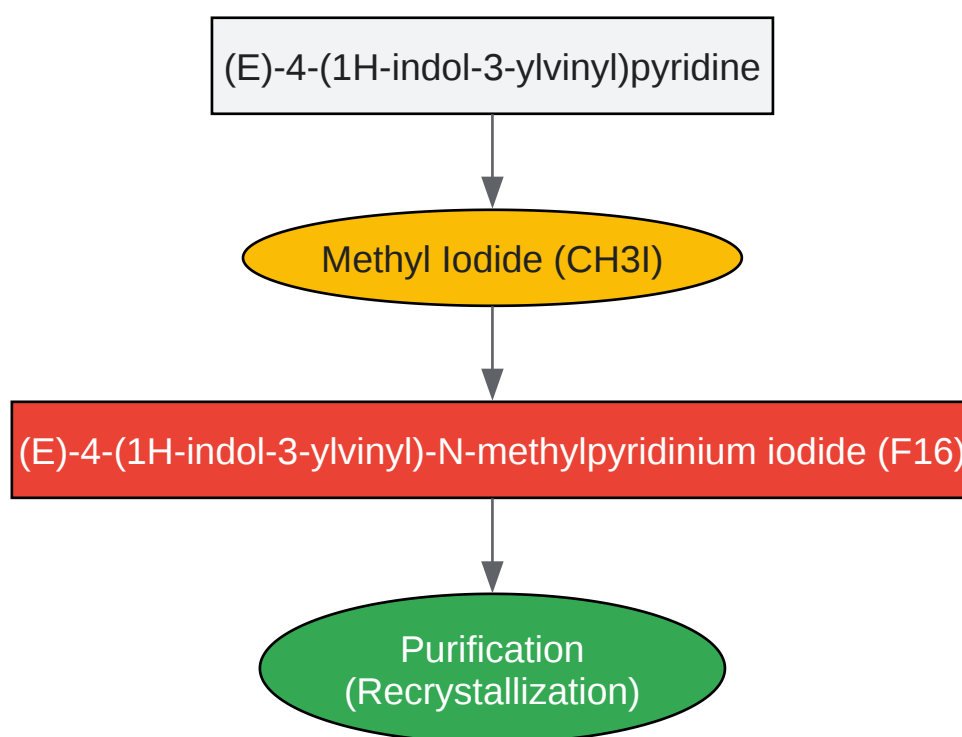 (E)-4-(1H-indol-3-ylvinyl)pyridine
Methyl Iodide (CH3I)
(E)-4-(1H-indol-3-ylvinyl)-N-methylpyridinium iodide (F16)
Purification
(Recrystallization)